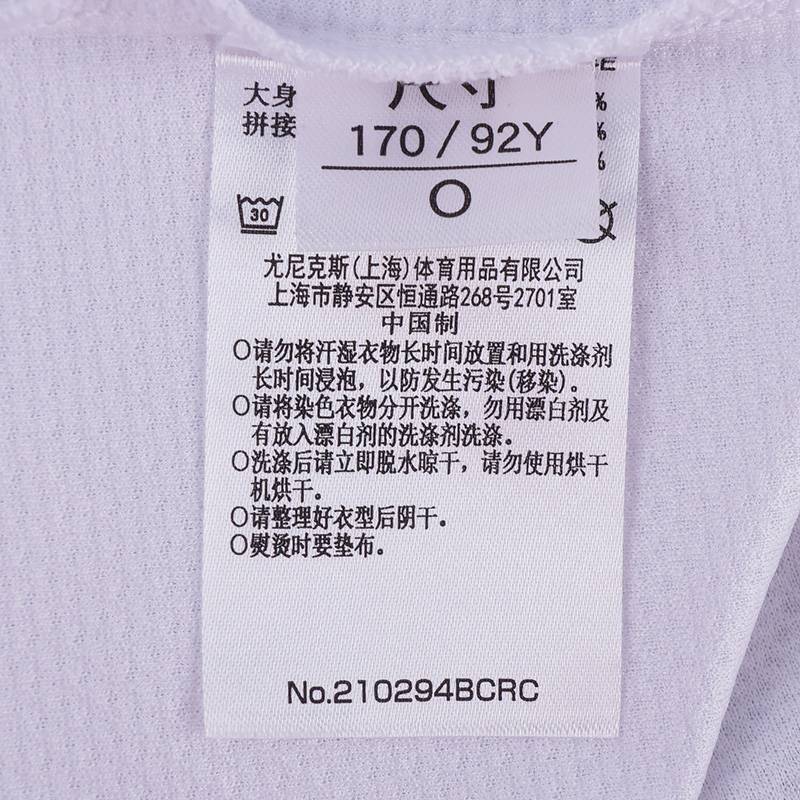 尺寸
170 / 92Y
O
大身
拼接
30
尤尼克斯(上海)体育用品有限公司
上海市静安区恒通路268号2701室
中国制
○请勿将汗湿衣物长时间放置和用洗涤剂
长时间浸泡，以防发生污染(移染)。
○请将染色衣物分开洗涤，勿用漂白剂及
有放入漂白剂的洗涤剂洗涤。
○洗涤后请立即脱水晾干，请勿使用烘干
机烘干。
○请整理好衣型后阴干。
○熨烫时要垫布。
No.210294BCRC